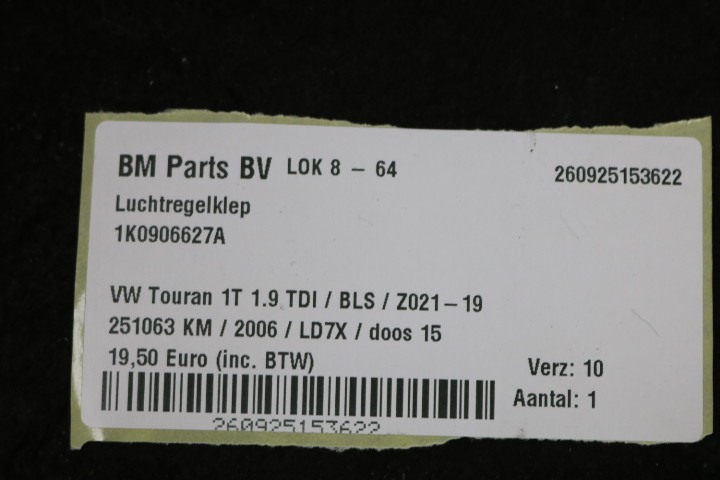 BM Parts BV LOK 8 - 64 260925153622
Luchtregelklep
1K0906627A
VW Touran 1T 1.9 TDI / BLS / Z021-19
251063 KM / 2006 / LD7X / doos 15
19,50 Euro (inc. BTW) Verz: 10
Aantal: 1
260925153622